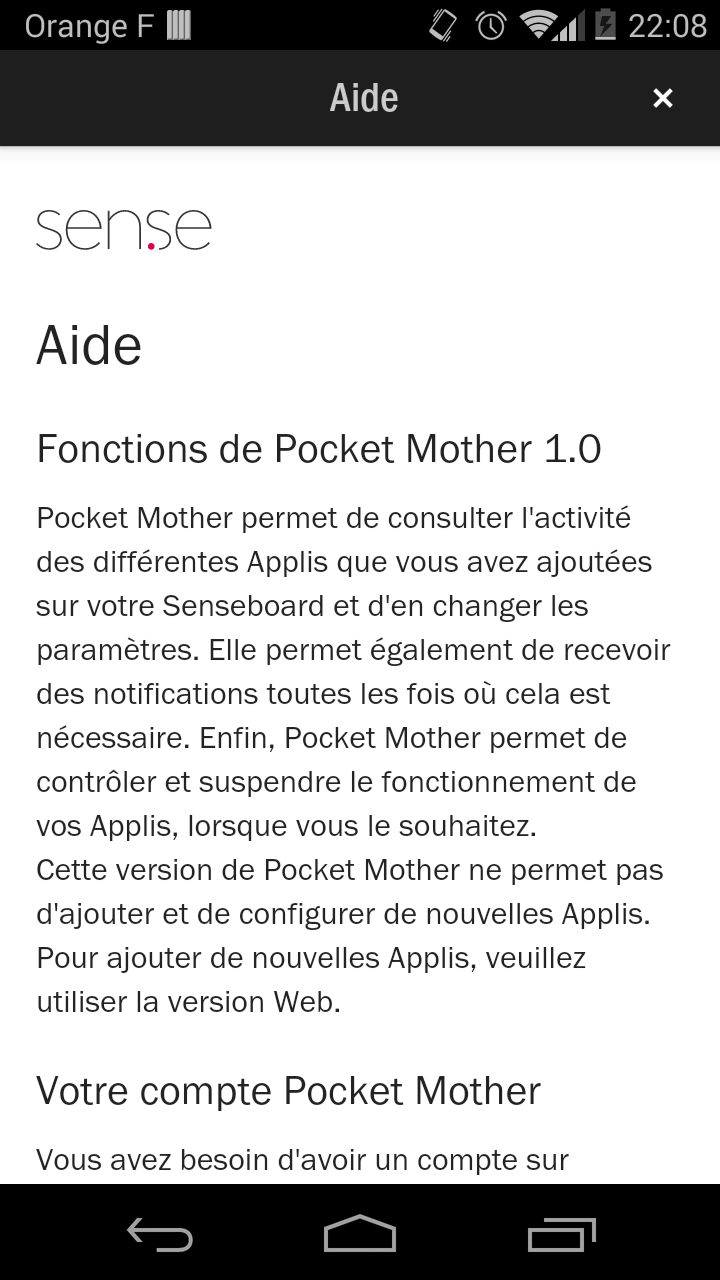 Orange F 22:08
Aide ×
sen.se
Aide
Fonctions de Pocket Mother 1.0
Pocket Mother permet de consulter l'activité
des différentes Applis que vous avez ajoutées
sur votre Senseboard et d'en changer les
paramètres. Elle permet également de recevoir
des notifications toutes les fois où cela est
nécessaire. Enfin, Pocket Mother permet de
contrôler et suspendre le fonctionnement de
vos Applis, lorsque vous le souhaitez.
Cette version de Pocket Mother ne permet pas
d'ajouter et de configurer de nouvelles Applis.
Pour ajouter de nouvelles Applis, veuillez
utiliser la version Web.
Votre compte Pocket Mother
Vous avez besoin d'avoir un compte sur